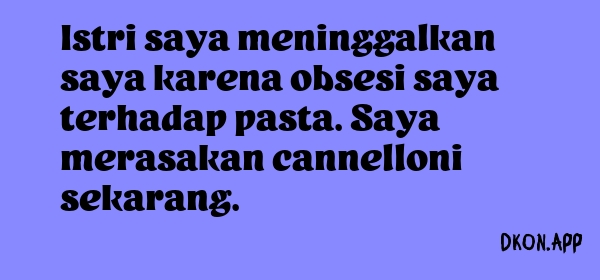 Istri saya meninggalkan
saya karena obsesi saya
terhadap pasta. Saya
merasakan cannelloni
sekarang.
DKON.APP